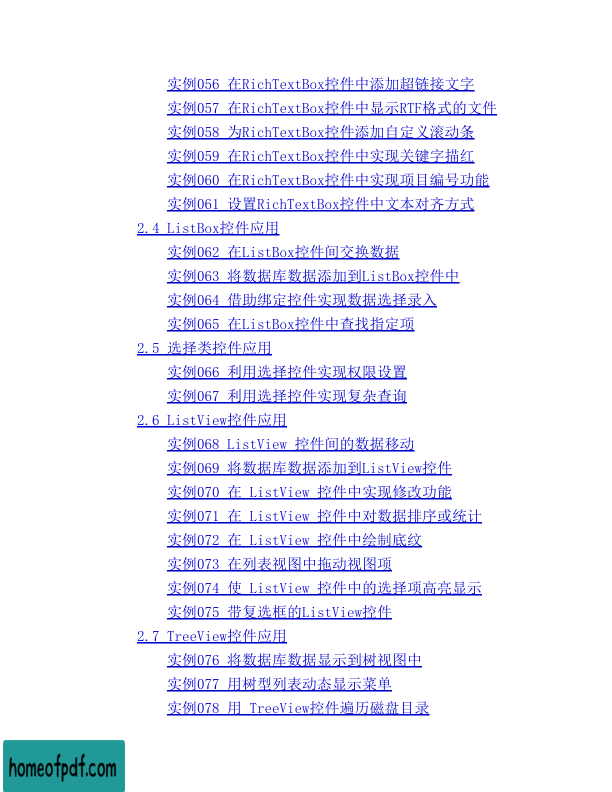 实例056 在RichTextBox控件中添加超链接文字
实例057 在RichTextBox控件中显示RTF格式的文件
实例058 为RichTextBox控件添加自定义滚动条
实例059 在RichTextBox控件中实现关键字描红
实例060 在RichTextBox控件中实现项目编号功能
实例061 设置RichTextBox控件中文本对齐方式
2.4 ListBox控件应用
实例062 在ListBox控件间交换数据
实例063 将数据库数据添加到ListBox控件中
实例064 借助绑定控件实现数据选择录入
实例065 在ListBox控件中查找指定项
2.5 选择类控件应用
实例066 利用选择控件实现权限设置
实例067 利用选择控件实现复杂查询
2.6 ListView控件应用
实例068 ListView 控件间的数据移动
实例069 将数据库数据添加到ListView控件
实例070 在 ListView 控件中实现修改功能
实例071 在 ListView 控件中对数据排序或统计
实例072 在 ListView 控件中绘制底纹
实例073 在列表视图中拖动视图项
实例074 使 ListView 控件中的选择项高亮显示
实例075 带复选框的ListView控件
2.7 TreeView控件应用
实例076 将数据库数据显示到树视图中
实例077 用树型列表动态显示菜单
实例078 用 TreeView控件遍历磁盘目录
homeofpdf.com